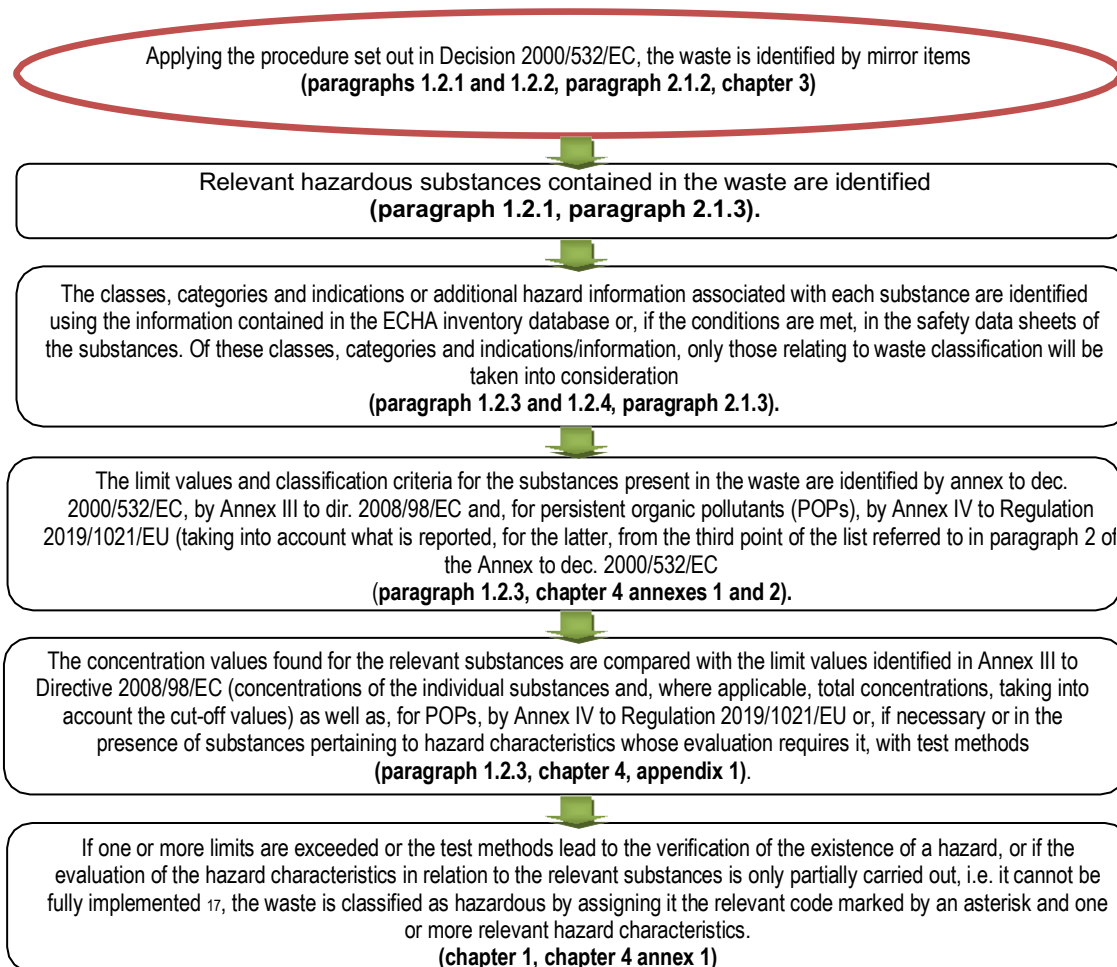 Applying the procedure set out in Decision 2000/532/EC, the waste is identified by mirror items
(paragraphs 1.2.1 and 1.2.2, paragraph 2.1.2, chapter 3)
Relevant hazardous substances contained in the waste are identified
(paragraph 1.2.1, paragraph 2.1.3).
The classes, categories and indications or additional hazard information associated with each substance are identified
using the information contained in the ECHA inventory database or, if the conditions are met, in the safety data sheets of
the substances. Of these classes, categories and indications/information, only those relating to waste classification will be
taken into consideration
(paragraph 1.2.3 and 1.2.4, paragraph 2.1.3).
The limit values and classification criteria for the substances present in the waste are identified by annex to dec.
2000/532/EC, by Annex III to dir. 2008/98/EC and, for persistent organic pollutants (POPs), by Annex IV to Regulation
2019/1021/EU (taking into account what is reported, for the latter, from the third point of the list referred to in paragraph 2 of
the Annex to dec. 2000/532/EC
(paragraph 1.2.3, chapter 4 annexes 1 and 2).
The concentration values found for the relevant substances are compared with the limit values identified in Annex III to
Directive 2008/98/EC (concentrations of the individual substances and, where applicable, total concentrations, taking into
account the cut-off values) as well as, for POPs, by Annex IV to Regulation 2019/1021/EU or, if necessary or in the
presence of substances pertaining to hazard characteristics whose evaluation requires it, with test methods
(paragraph 1.2.3, chapter 4, appendix 1).
If one or more limits are exceeded or the test methods lead to the verification of the existence of a hazard, or if the
evaluation of the hazard characteristics in relation to the relevant substances is only partially carried out, i.e. it cannot be
fully implemented 17, the waste is classified as hazardous by assigning it the relevant code marked by an asterisk and one
or more relevant hazard characteristics.
(chapter 1, chapter 4 annex 1)